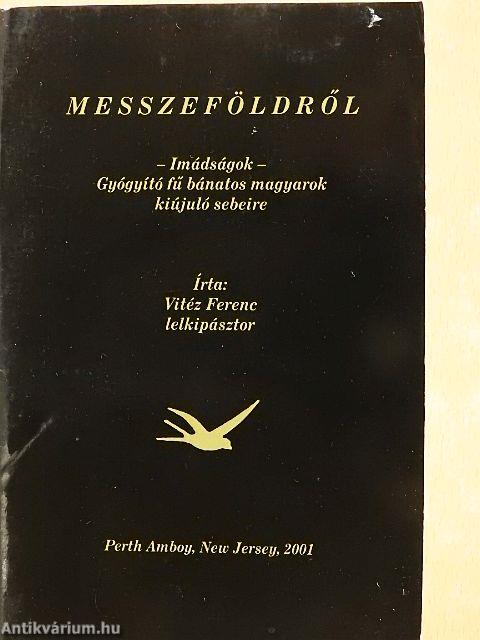 MESSZEFÖLDRŐL
– Imádságok –
Gyógyító fű bánatos magyarok
kiújuló sebeire
Írta:
Vitéz Ferenc
lelkipásztor
Perth Amboy, New Jersey, 2001
Antikvárium.hu